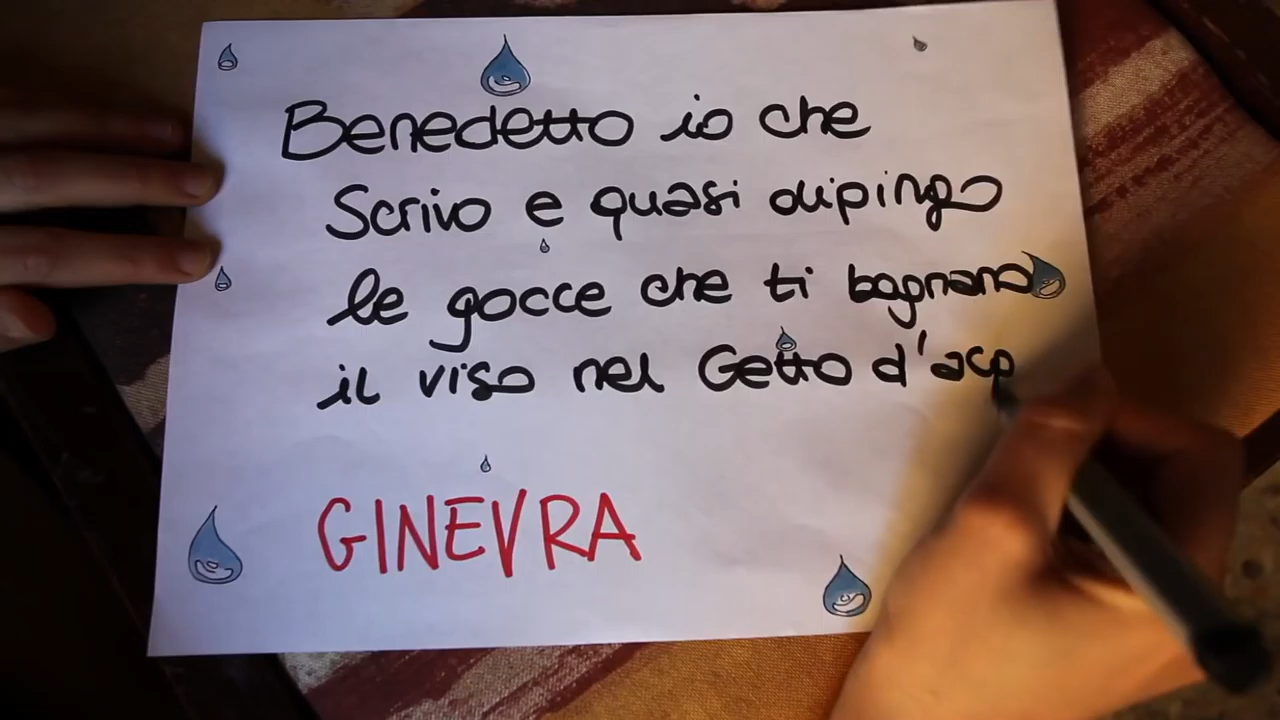 Benedetto io che
Scrivo e quasi dipingo
le gocce che ti bagnano
il viso nel Getto d'acq
GINEVRA